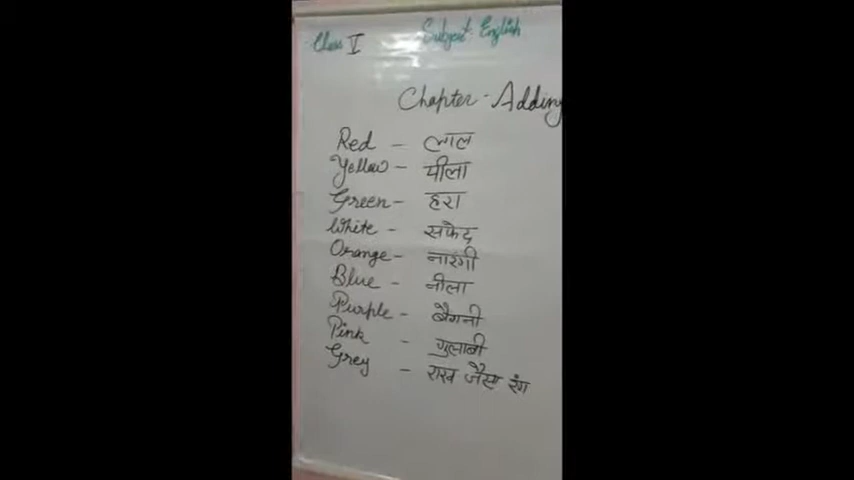 Class V Subject: English
Chapter - Adding
Red - लाल
Yellow - पीला
Green - हरा
White - सफेद
Orange - नारंगी
Blue - नीला
Purple - बैगनी
Pink - गुलाबी
Grey - राख जैसा रंग